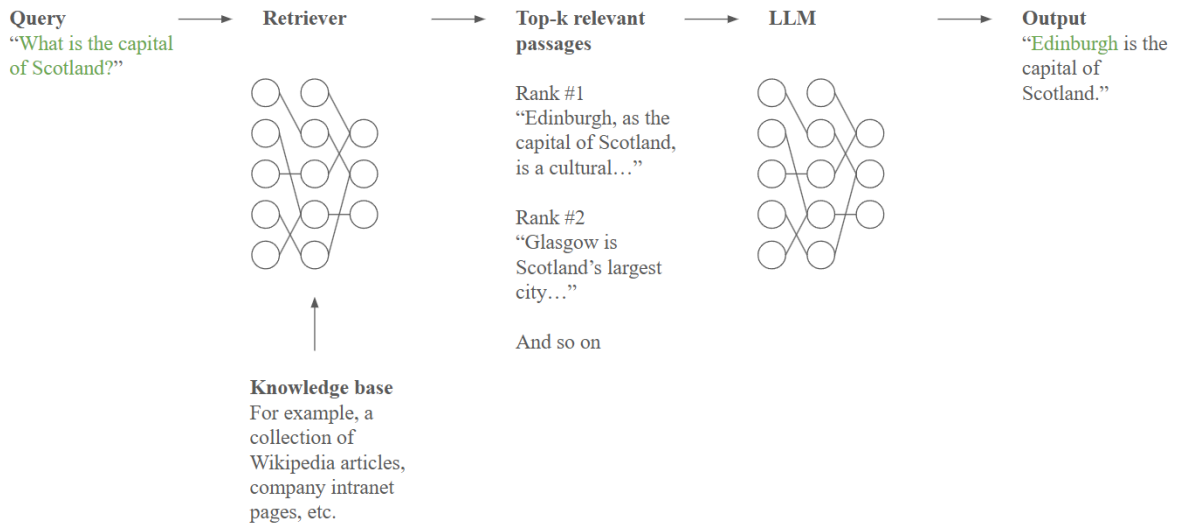 Query
“What is the capital
of Scotland?”
Retriever
Knowledge base
For example, a
collection of
Wikipedia articles,
company intranet
pages, etc.
Top-k relevant
passages
Rank #1
“Edinburgh, as the
capital of Scotland,
is a cultural…”
Rank #2
“Glasgow is
Scotland’s largest
city…”
And so on
LLM
Output
“Edinburgh is the
capital of
Scotland.”